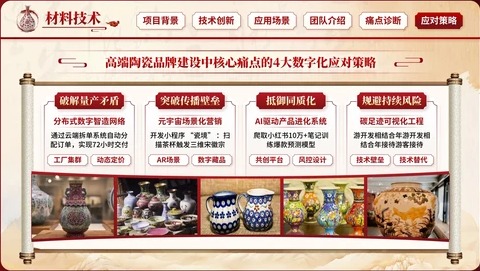 材料技术
项目背景
技术创新
应用场景
团队介绍
痛点诊断
应对策略
高端陶瓷品牌建设中核心痛点的4大数字化应对策略
破解量产矛盾
分布式数字智造网络
通过云端拆单系统自动分
配订单，实现72小时交付
工厂集群
动态定价
突破传播壁垒
元宇宙场景化营销
开发小程序“瓷境”：扫
描茶杯触发三维宋徽宗
AR场景
数字藏品
抵御同质化
AI驱动产品进化系统
爬取小红书10万+笔记训
练爆款预测模型
共创平台
风控设计
规避持续风险
碳足迹可视化工程
游开发相结合年游开发相
结合年接待游客接待
技术壁垒
技术替代